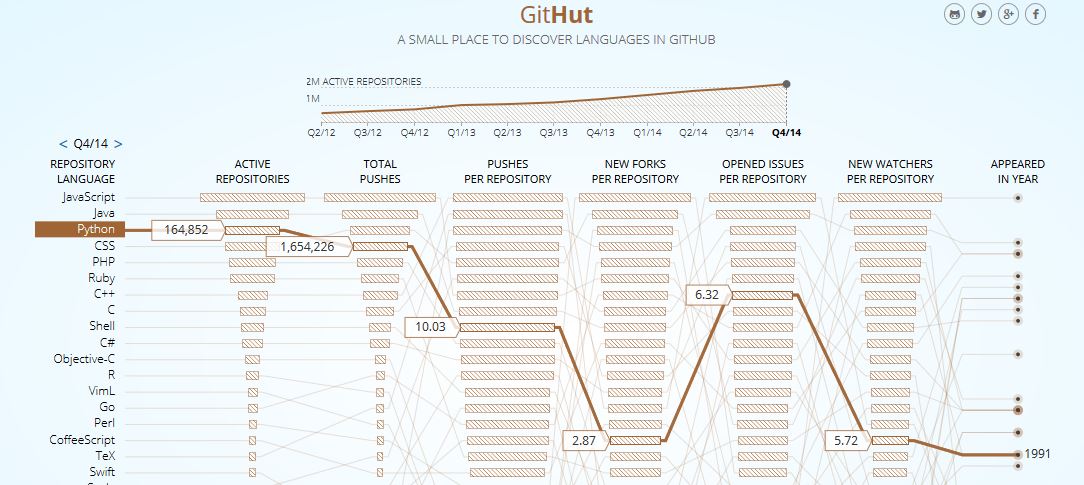 GitHut
A SMALL PLACE TO DISCOVER LANGUAGES IN GITHUB
2M ACTIVE REPOSITORIES
1M
Q2/12 Q3/12 Q4/12 Q1/13 Q2/13 Q3/13 Q4/13 Q1/14 Q2/14 Q3/14 Q4/14
< Q4/14 >
REPOSITORY LANGUAGE
ACTIVE REPOSITORIES
TOTAL PUSHES
PUSHES PER REPOSITORY
NEW FORKS PER REPOSITORY
OPENED ISSUES PER REPOSITORY
NEW WATCHERS PER REPOSITORY
APPEARED IN YEAR
JavaScript
Java
Python 164,852
CSS 1,654,226
PHP
Ruby
C++ 6.32
C
Shell 10.03
C#
Objective-C
R
VimL
Go
Perl
CoffeeScript 2.87 5.72
TeX 1991
Swift